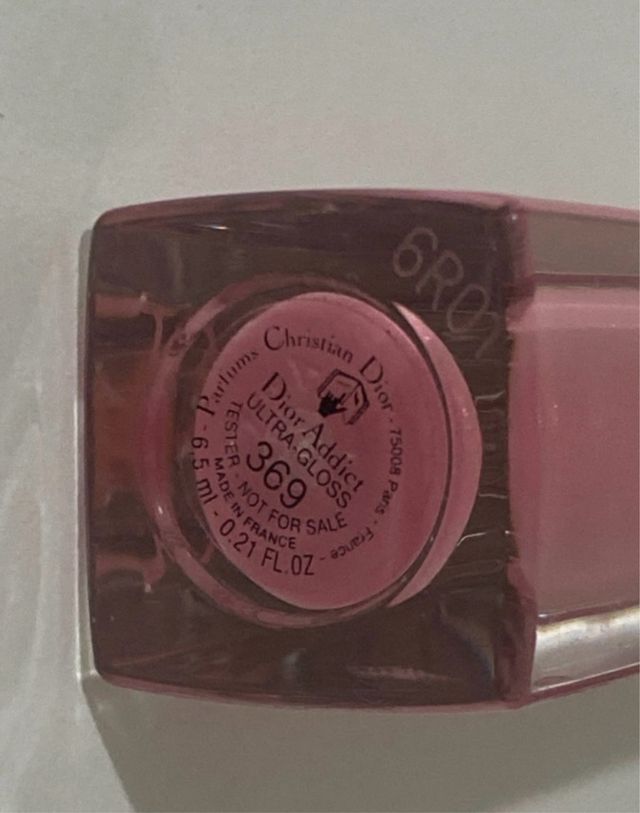 6R01
Parfums Christian Dior - 75008 Paris - France - 6,5 ml - 0.21 FL.OZ
Dior Addict
ULTRA-GLOSS
369
TESTER - NOT FOR SALE
MADE IN FRANCE